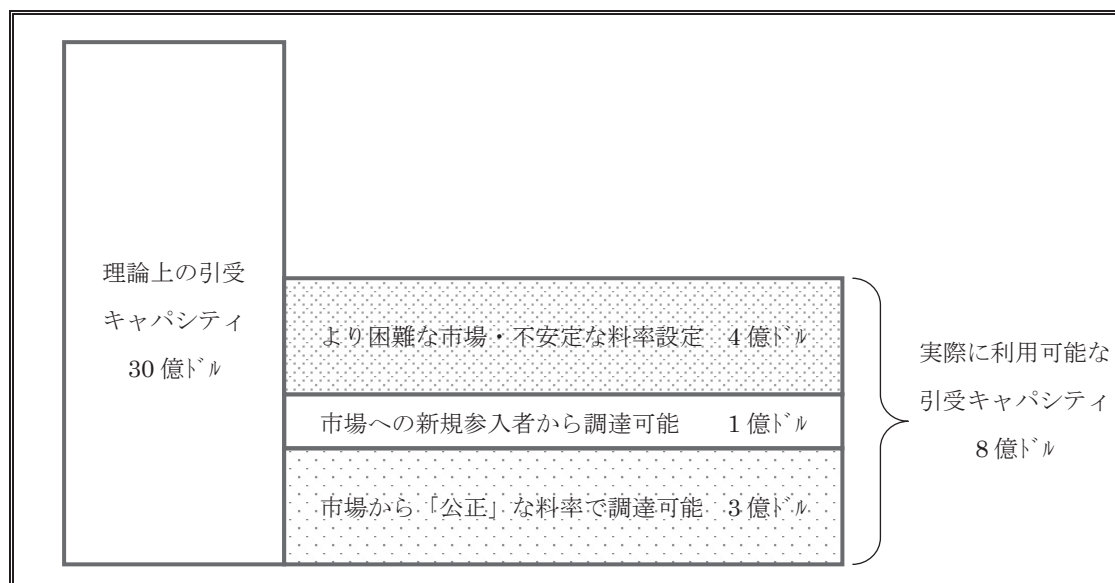 理論上の引受
キャパシティ
30 億ﾄﾞﾙ
より困難な市場・不安定な料率設定　4 億ﾄﾞﾙ
市場への新規参入者から調達可能　　1 億ﾄﾞﾙ
市場から「公正」な料率で調達可能　3 億ﾄﾞﾙ
実際に利用可能な
引受キャパシティ
8 億ﾄﾞﾙ